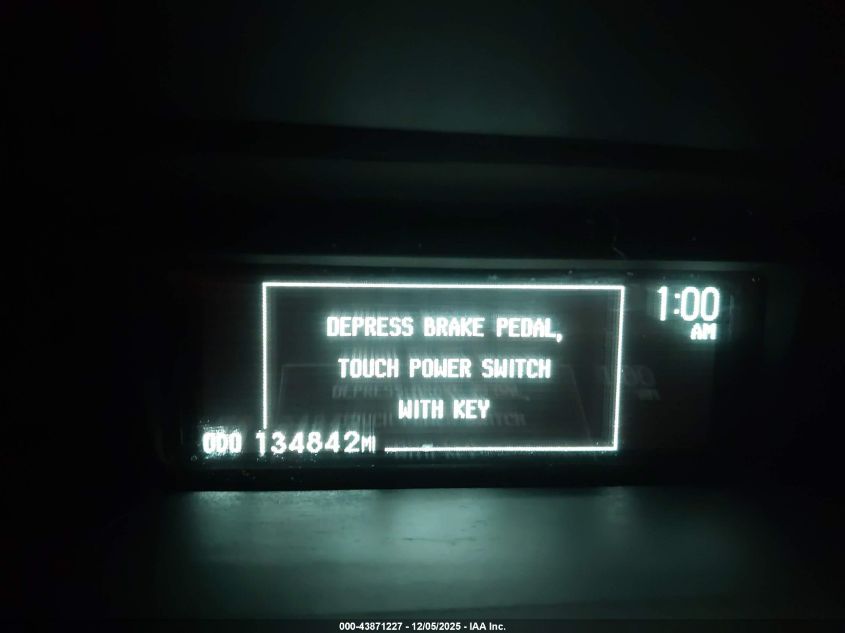 DEPRESS BRAKE PEDAL,
TOUCH POWER SWITCH
WITH KEY
1:00
AM
ODO 134842MI
000-43871227 - 12/05/2025 - IAA Inc.